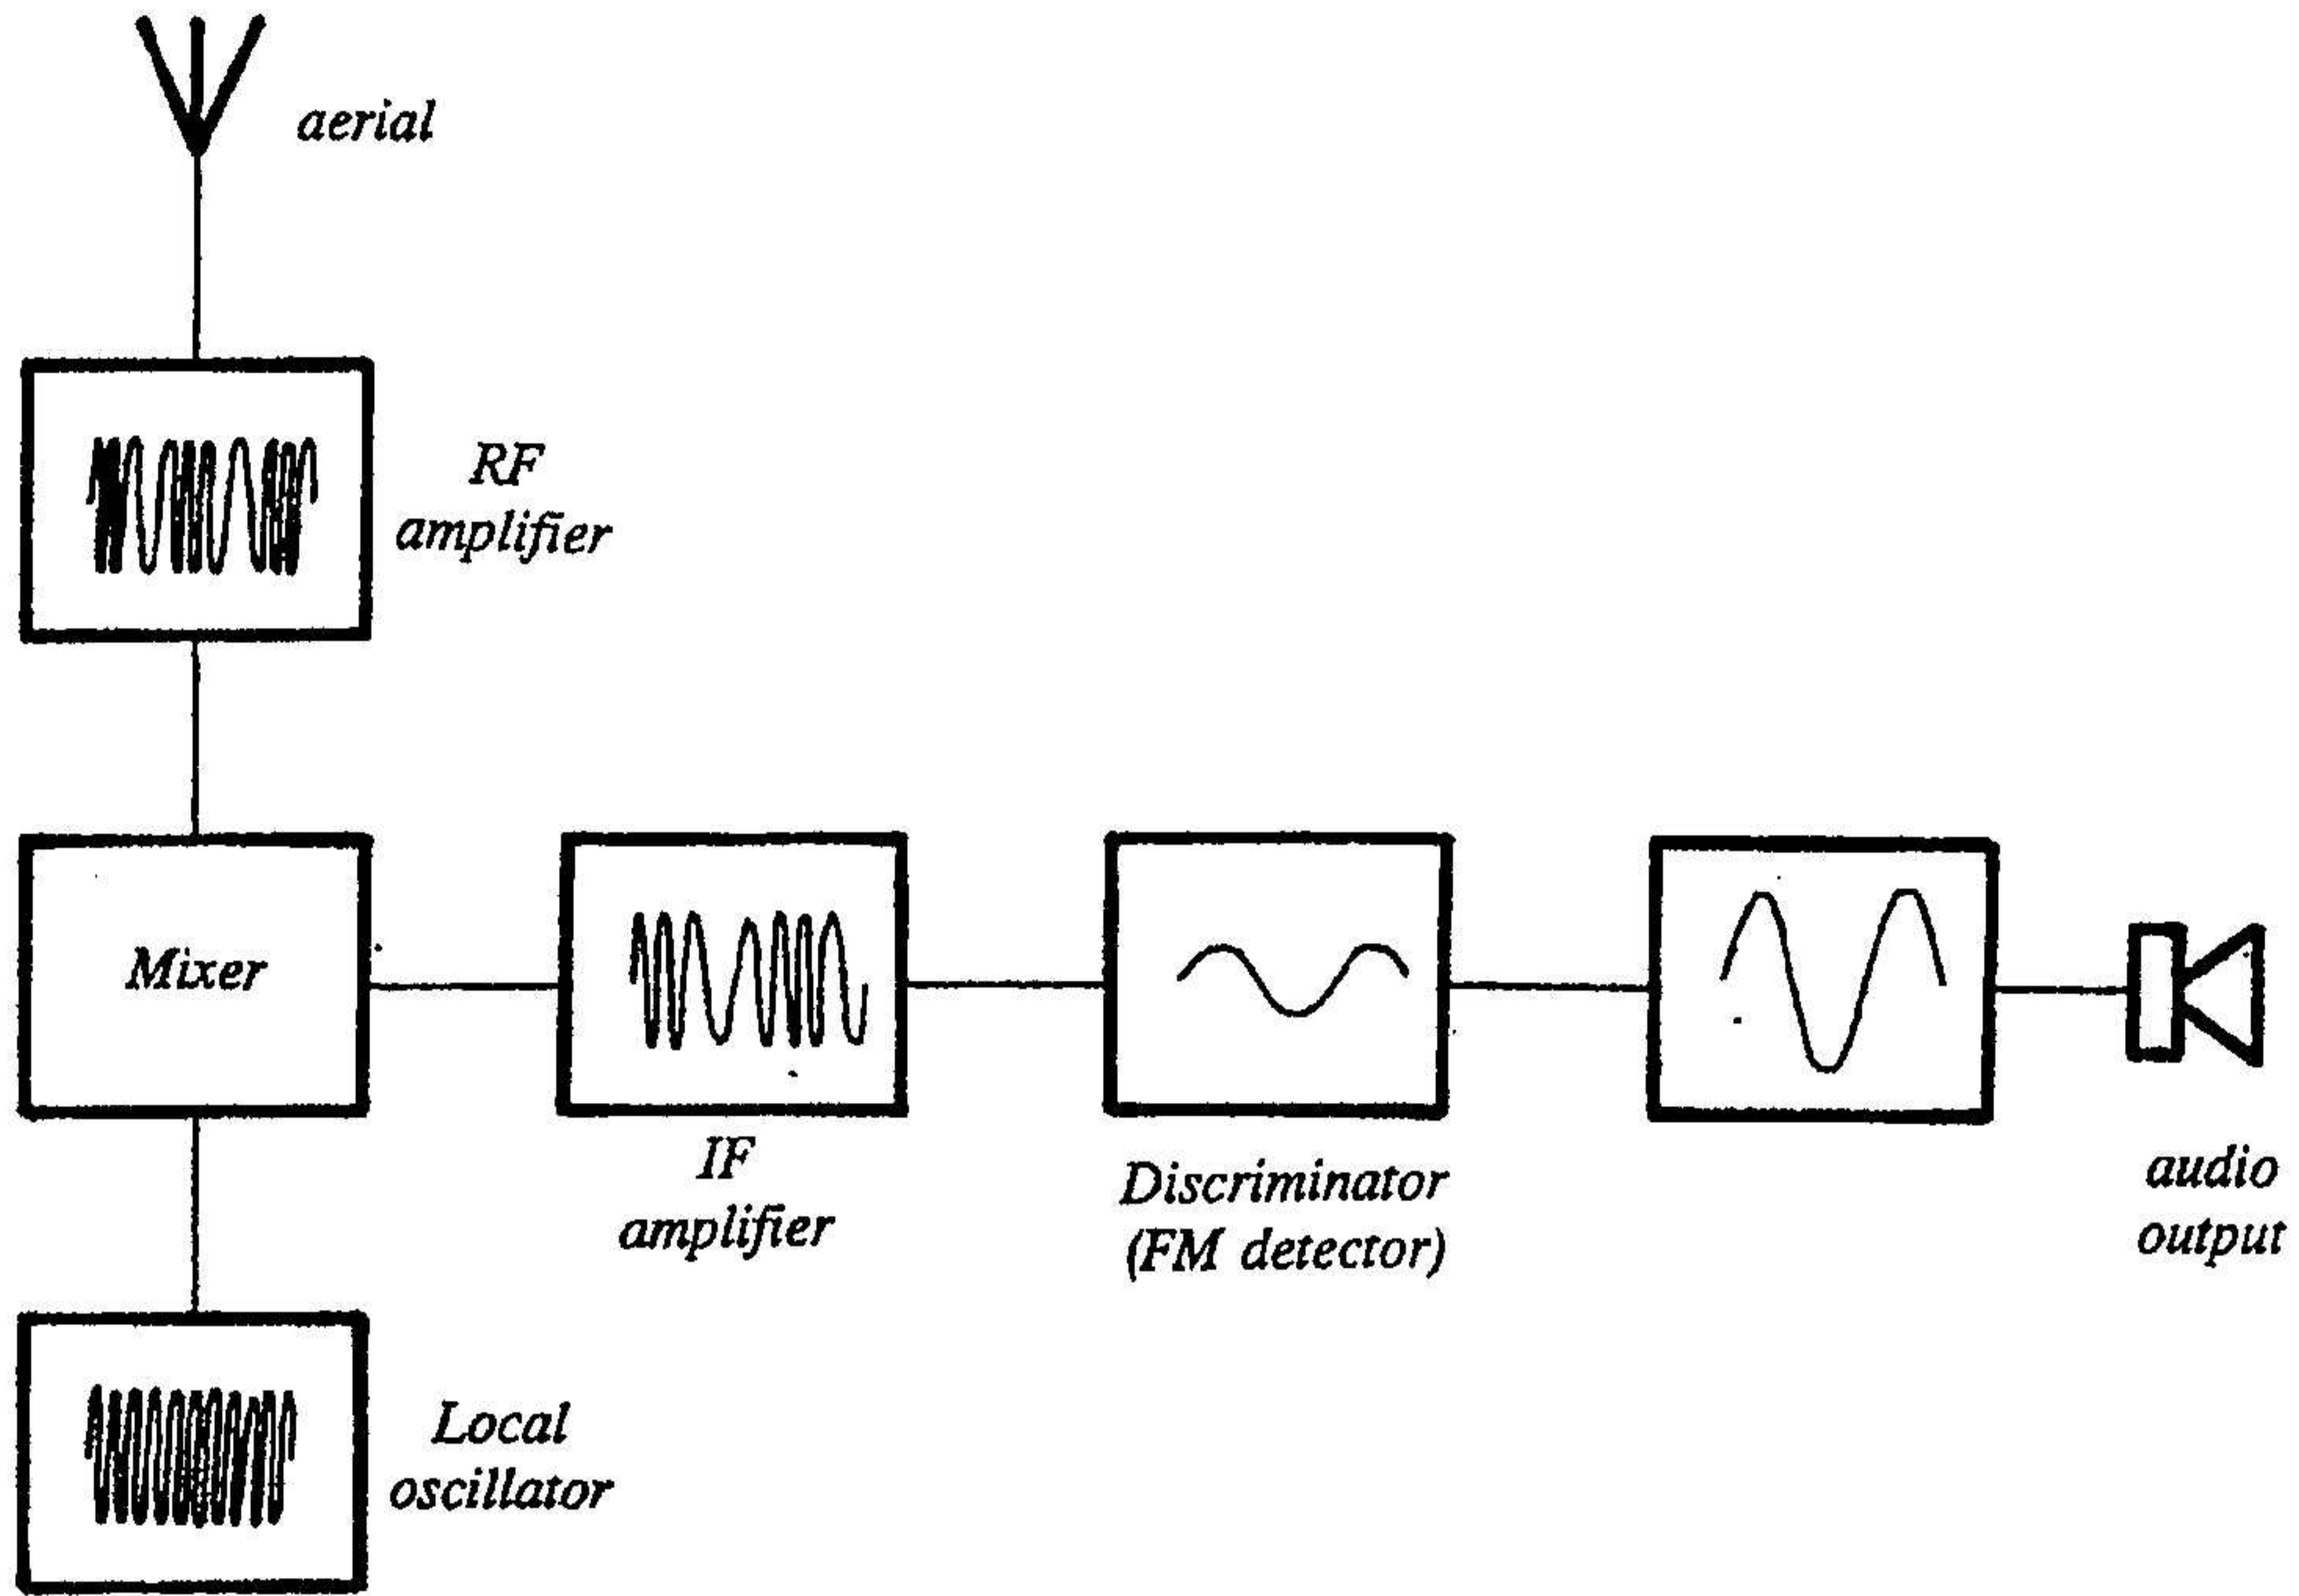 aerial
RF
amplifier
Mixer
IF
amplifier
Discriminator
(FM detector)
audio
output
Local
oscillator